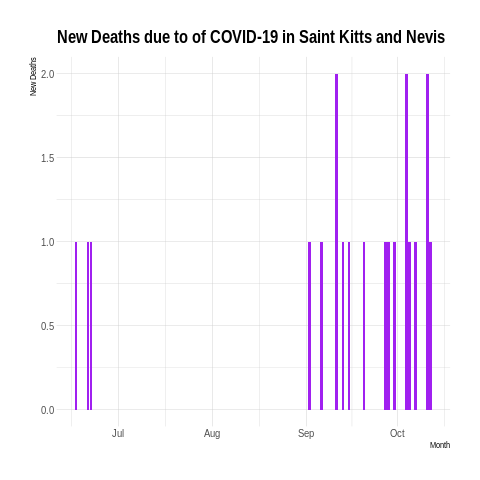 New Deaths due to of COVID-19 in Saint Kitts and Nevis
New Deaths
2.0
1.5
1.0
0.5
0.0
Jul Aug Sep Oct
Month